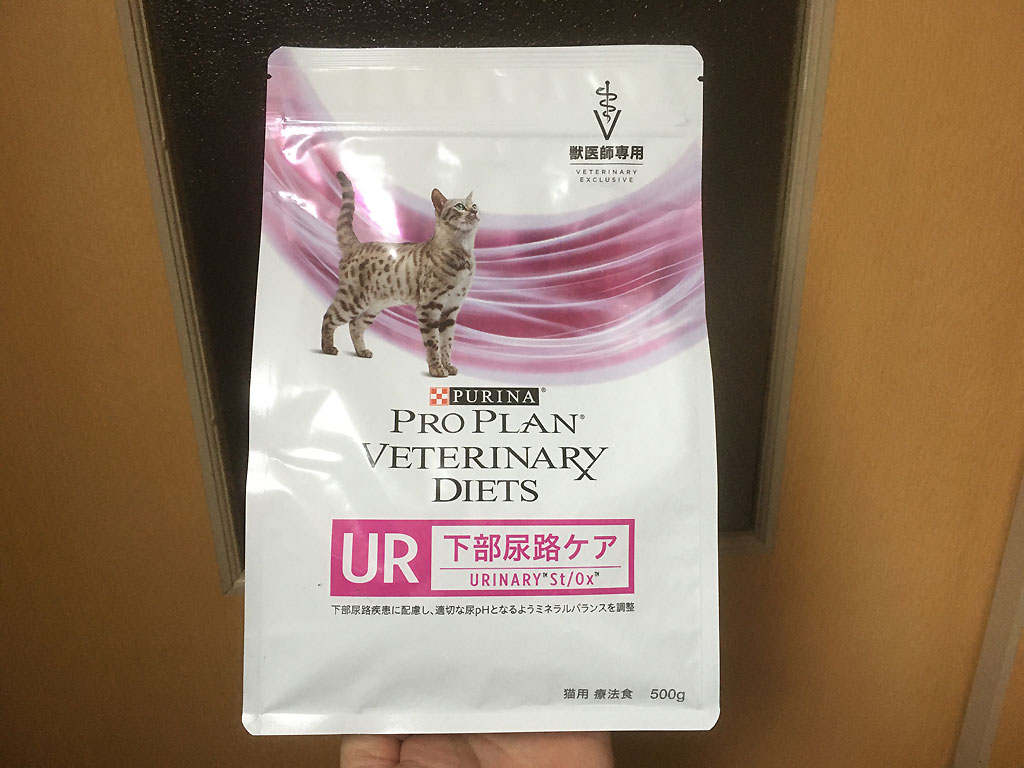 獣医師専用
VETERINARY
EXCLUSIVE
PURINA®
PRO PLAN®
VETERINARY
DIETS
UR
下部尿路ケア
URINARY™ St/Ox™
下部尿路疾患に配慮し、適切な尿pHとなるようミネラルバランスを調整
猫用 療法食 500g